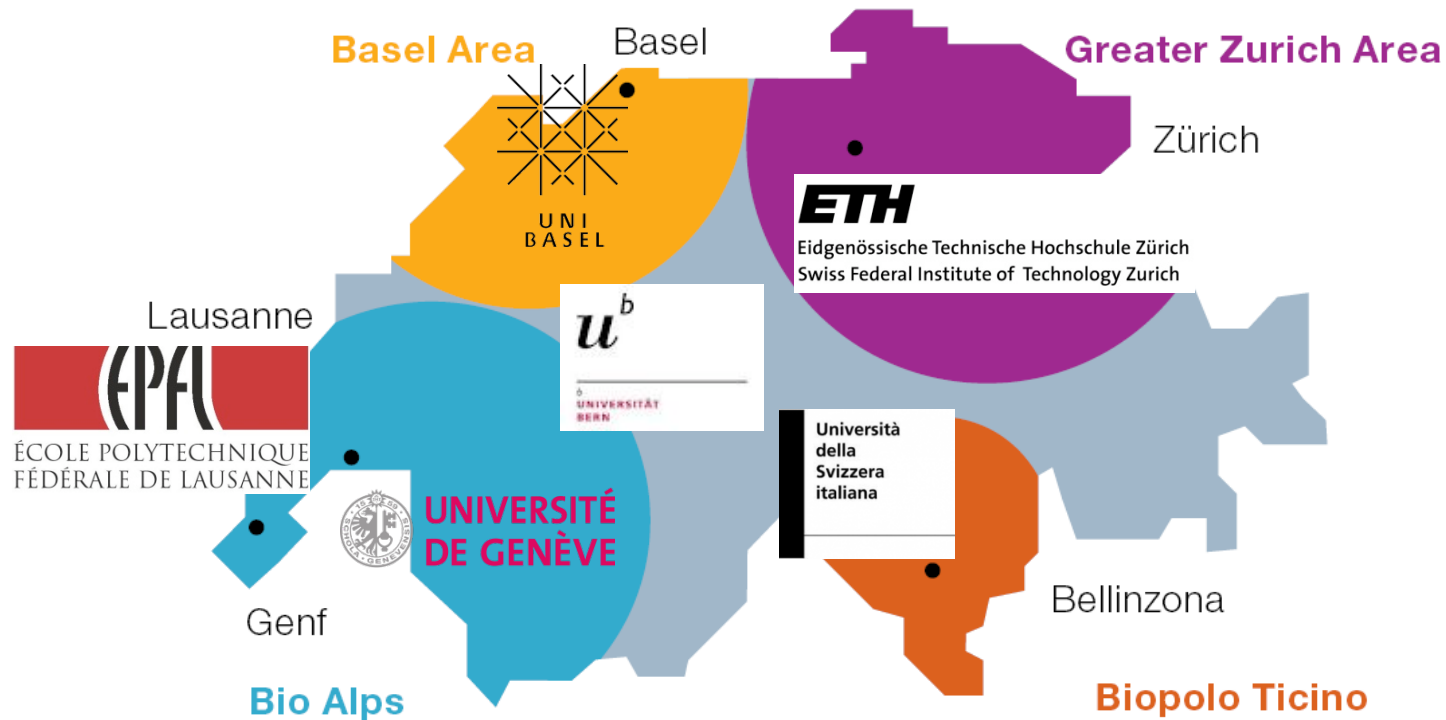 Basel Area
Basel
Greater Zurich Area
Zürich
UNI
BASEL
ETH
Eidgenössische Technische Hochschule Zürich
Swiss Federal Institute of Technology Zurich
Lausanne
EPFL
ÉCOLE POLYTECHNIQUE
FÉDÉRALE DE LAUSANNE
u b
b
UNIVERSITÄT
BERN
Università
della
Svizzera
italiana
UNIVERSITÉ
DE GENÈVE
Genf
Bellinzona
Bio Alps
Biopolo Ticino